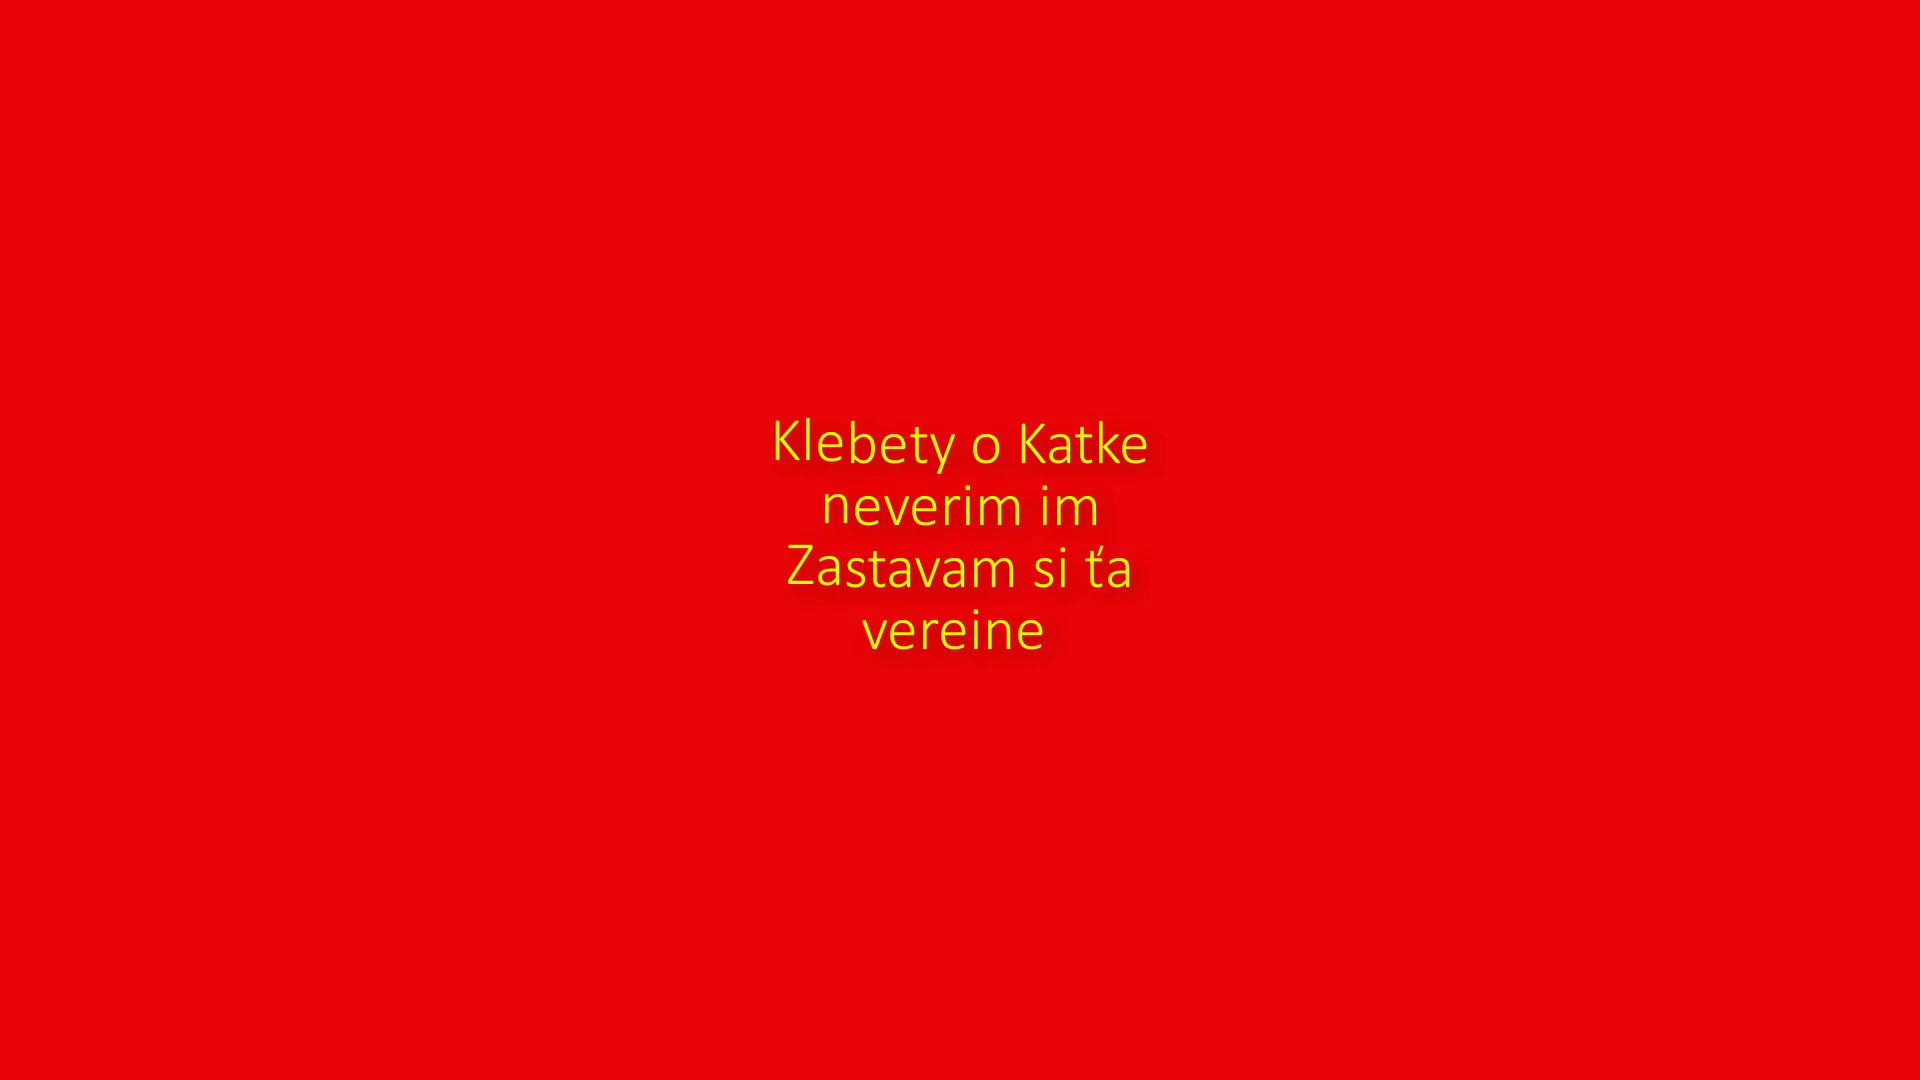 Klebety o Katke
neverim im
Zastavam si ťa
vereine